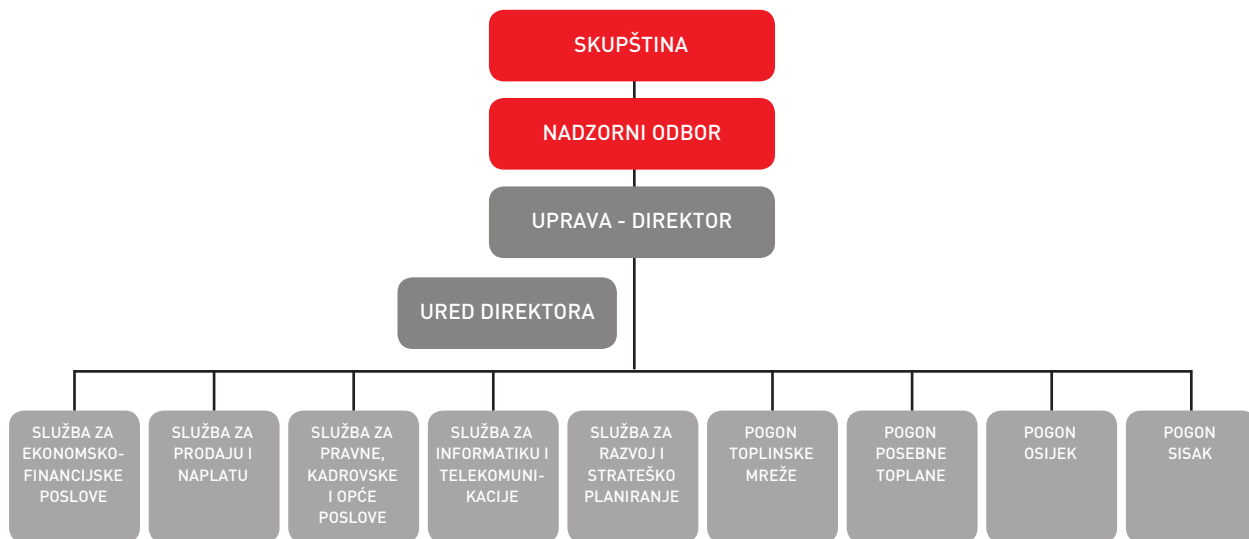 SKUPŠTINA
NADZORNI ODBOR
UPRAVA - DIREKTOR
URED DIREKTORA
SLUŽBA ZA
EKONOMSKO-
FINANCIJSKE
POSLOVE
SLUŽBA ZA
PRODAJU I
NAPLATU
SLUŽBA ZA
PRAVNE,
KADROVSKE
I OPĆE
POSLOVE
SLUŽBA ZA
INFORMATIKU I
TELEKOMUNI-
KACIJE
SLUŽBA ZA
RAZVOJ I
STRATEŠKO
PLANIRANJE
POGON
TOPLINSKE
MREŽE
POGON
POSEBNE
TOPLANE
POGON
OSIJEK
POGON
SISAK